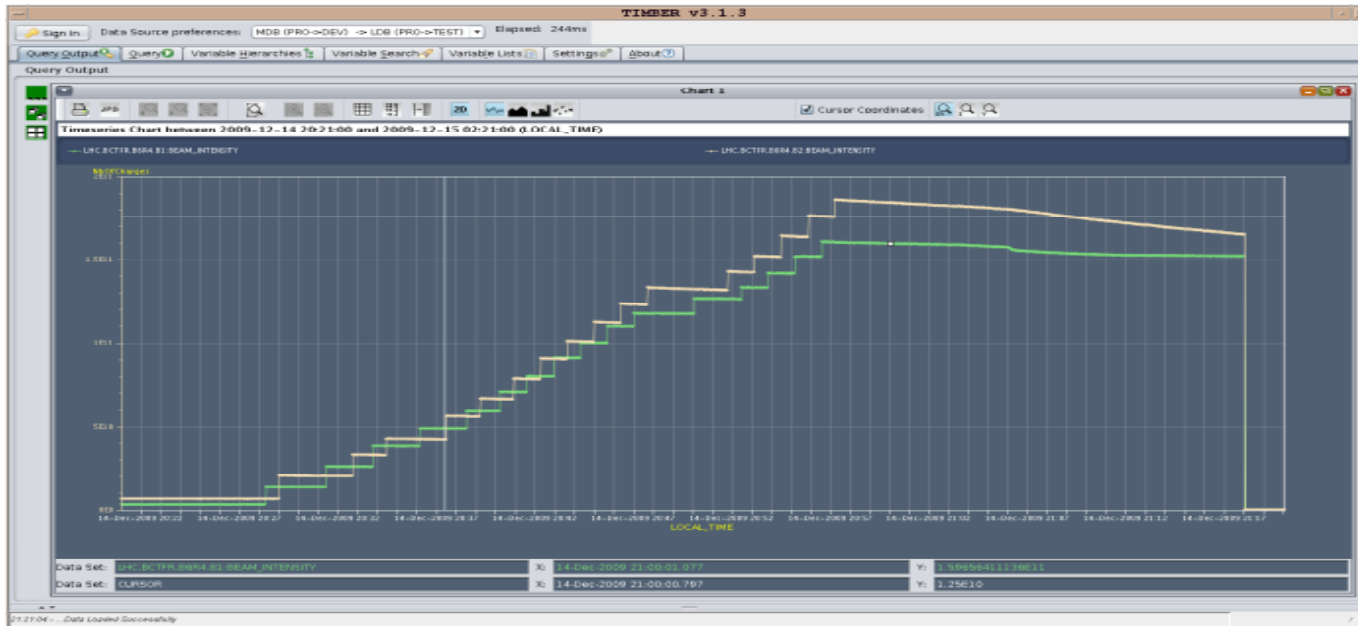 TIMBER v3.1.3
Sign In Data Source preferences: MDB (PRO->DEV) -> LDB (PRO->TEST) Elapsed: 244ms
Query Output Query Variable Hierarchies Variable Search Variable Lists Settings About
Query Output
Chart 1
JPG 2D Cursor Coordinates
Timeseries Chart between 2009-12-14 20:21:00 and 2009-12-15 02:21:00 (LOCAL_TIME)
LHC.BCTFR.B6R4.B1:BEAM_INTENSITY LHC.BCTFR.B6R4.B2:BEAM_INTENSITY
1E11
5E10
0E0
14-Dec-2009 20:22 14-Dec-2009 20:27 14-Dec-2009 20:32 14-Dec-2009 20:37 14-Dec-2009 20:42 14-Dec-2009 20:47 14-Dec-2009 20:52 14-Dec-2009 20:57 14-Dec-2009 21:02 14-Dec-2009 21:07 14-Dec-2009 21:12 14-Dec-2009 21:17
LOCAL_TIME
Data Set: LHC.BCTFR.B6R4.B1:BEAM_INTENSITY X: 14-Dec-2009 21:00:01.077 Y:
Data Set: CURSOR X: 14-Dec-2009 21:00:00.797 Y: 1.25E10
21:21:04 - ...Data Loaded Successfully